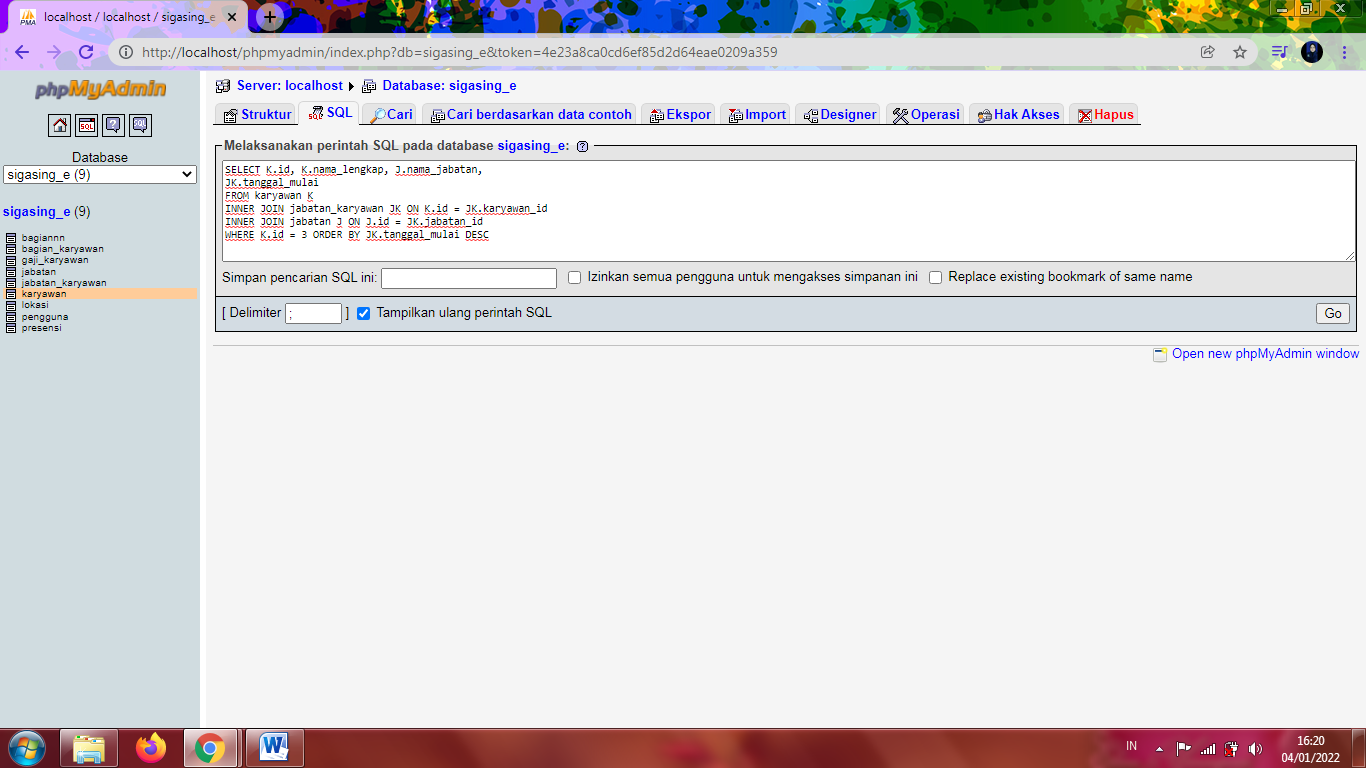 localhost / localhost / sigasing_e
http://localhost/phpmyadmin/index.php?db=sigasing_e&token=4e23a8ca0cd6ef85d2d64eae0209a359
phpMyAdmin
Server: localhost Database: sigasing_e
Struktur SQL Cari Cari berdasarkan data contoh Ekspor Import Designer Operasi Hak Akses Hapus
SQL
Database
sigasing_e (9)
sigasing_e (9)
bagiannn
bagian_karyawan
gaji_karyawan
jabatan
jabatan_karyawan
karyawan
lokasi
pengguna
presensi
Melaksanakan perintah SQL pada database sigasing_e:
SELECT K.id, K.nama_lengkap, J.nama_jabatan,
JK.tanggal_mulai
FROM karyawan K
INNER JOIN jabatan_karyawan JK ON K.id = JK.karyawan_id
INNER JOIN jabatan J ON J.id = JK.jabatan_id
WHERE K.id = 3 ORDER BY JK.tanggal_mulai DESC
Simpan pencarian SQL ini: Izinkan semua pengguna untuk mengakses simpanan ini Replace existing bookmark of same name
[ Delimiter ; ] Tampilkan ulang perintah SQL Go
Open new phpMyAdmin window
IN 16:20
04/01/2022